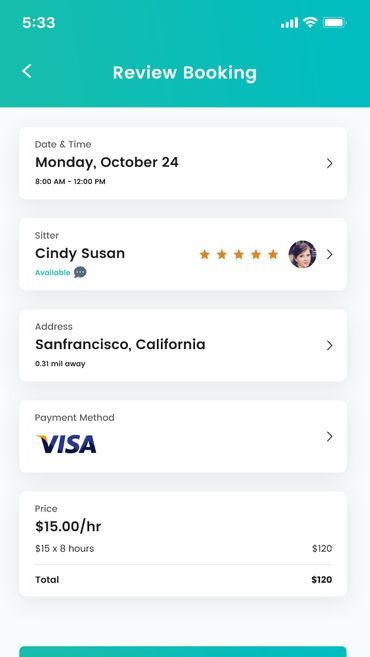 5:33
Review Booking
Date & Time
Monday, October 24
8:00 AM - 12:00 PM
Sitter
Cindy Susan
Available
Address
Sanfrancisco, California
0.31 mil away
Payment Method
VISA
Price
$15.00/hr
$15 x 8 hours $120
Total $120